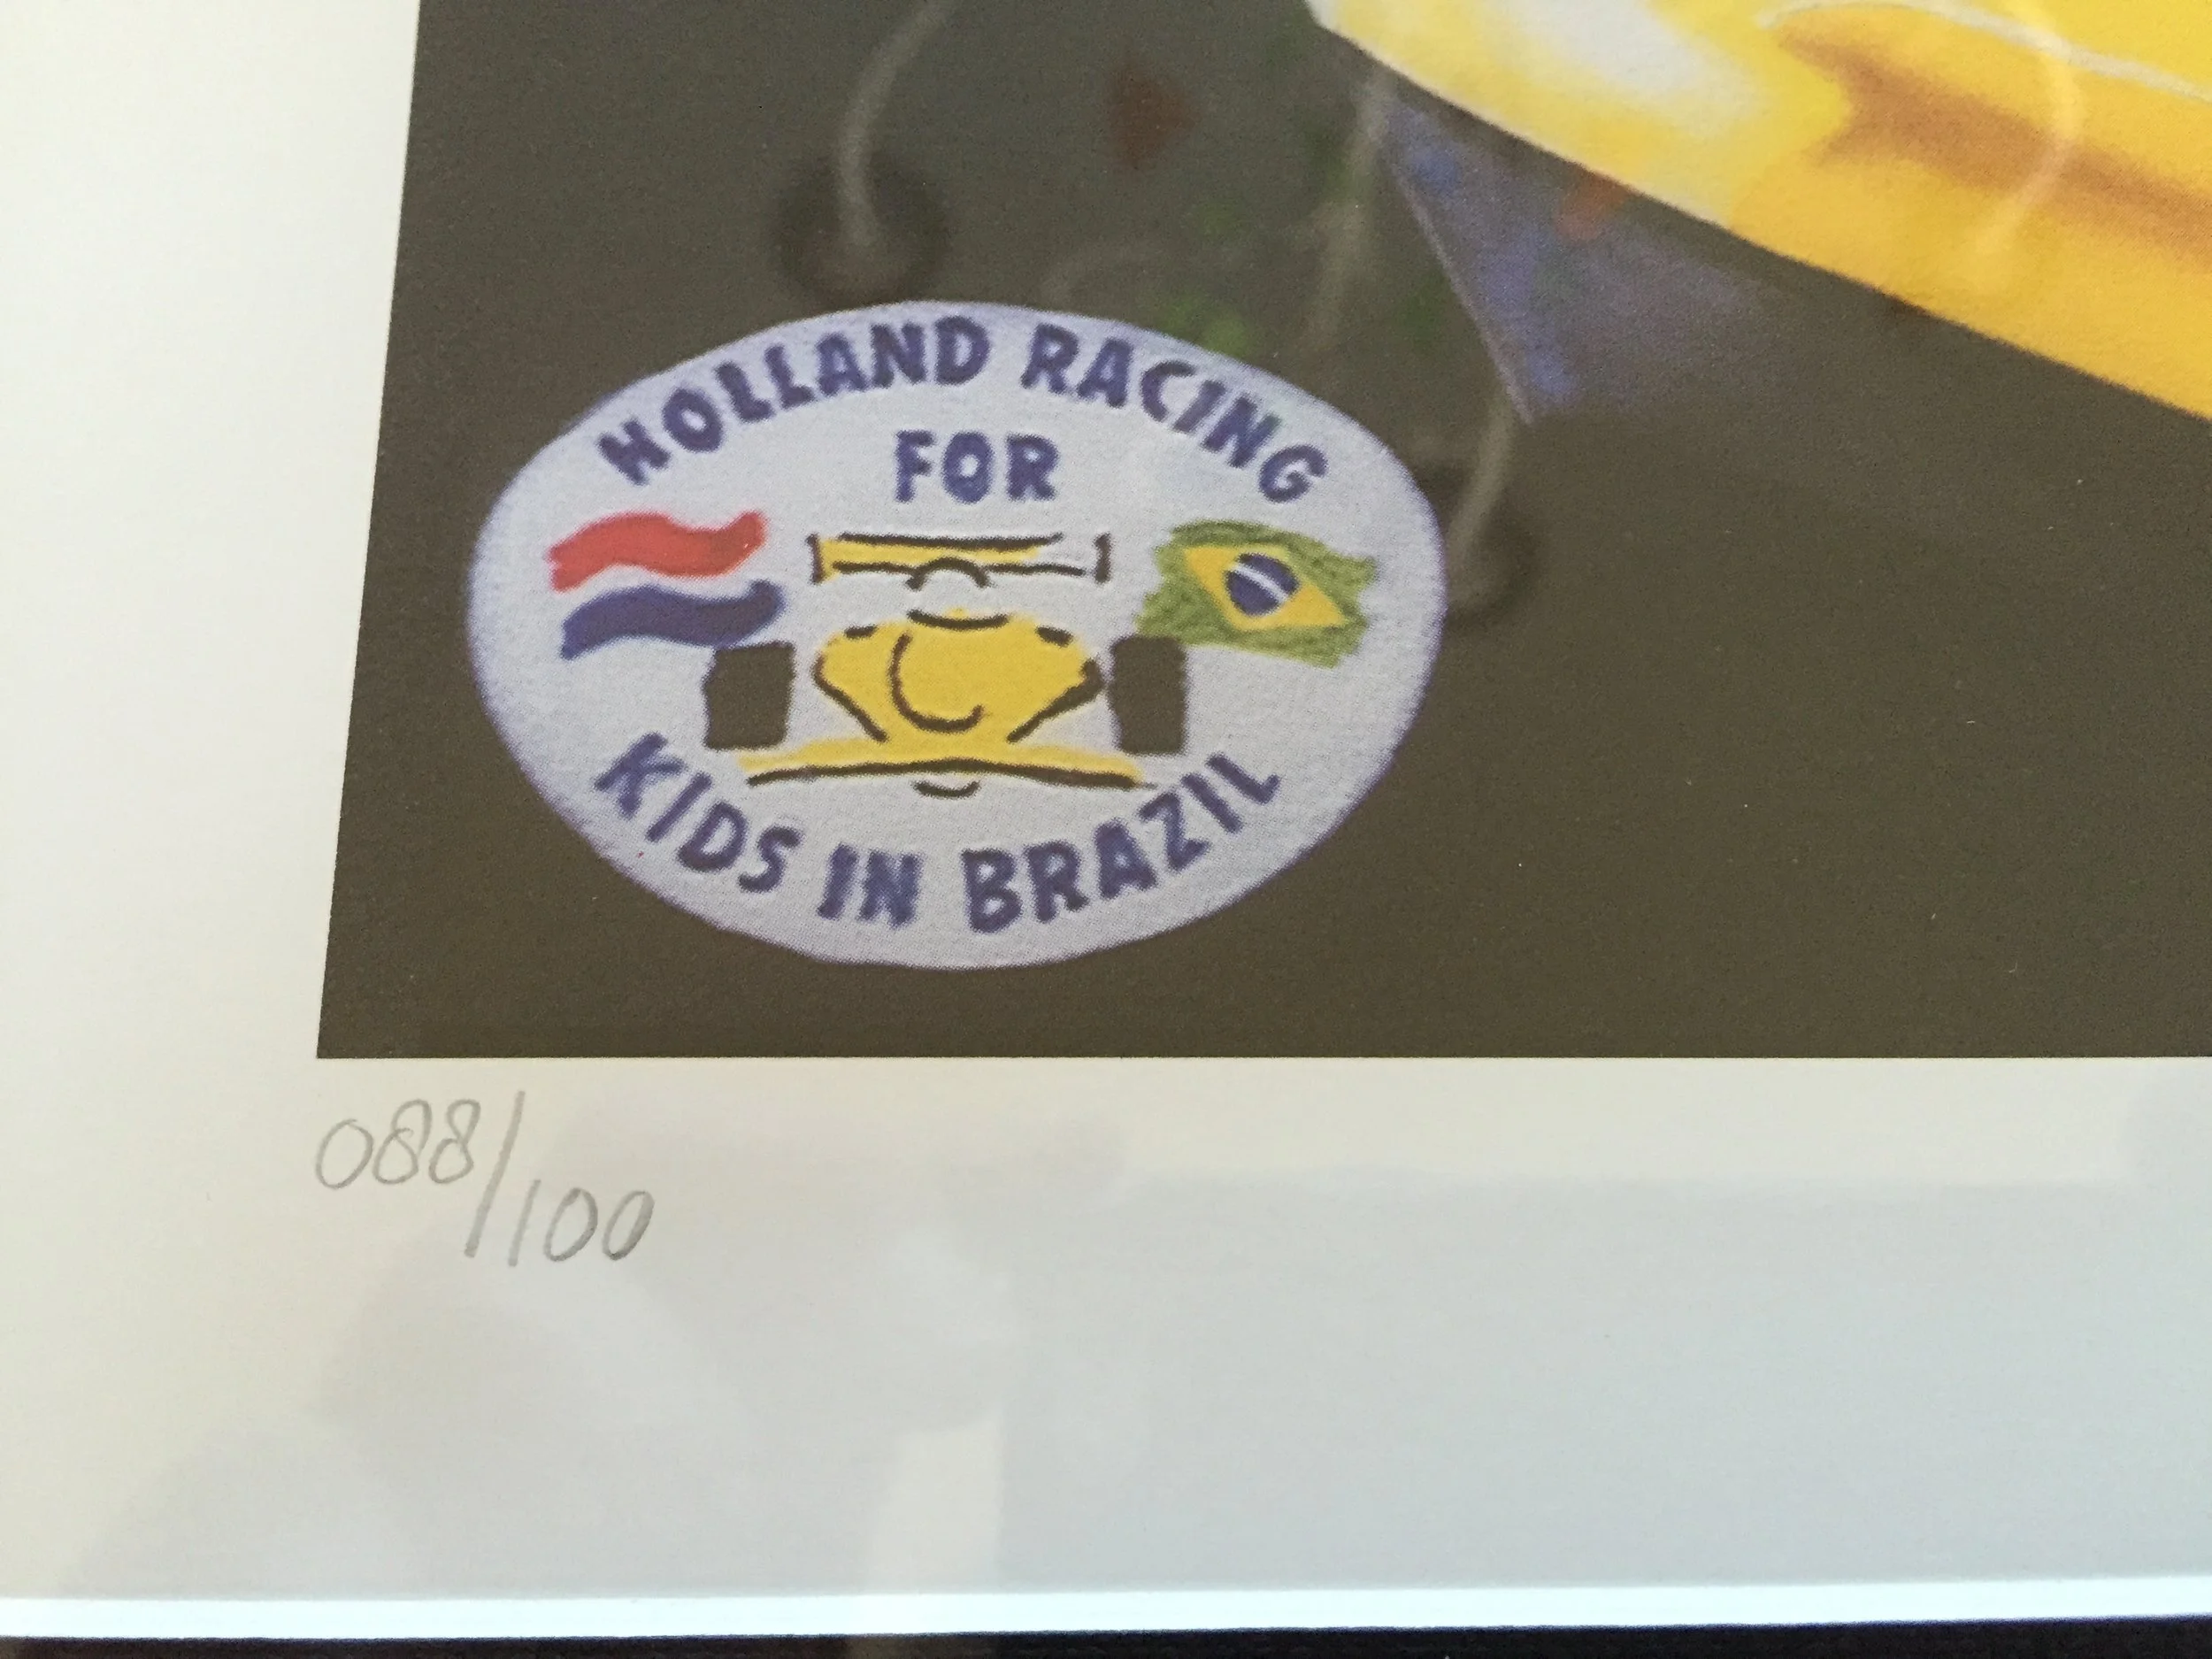 HOLLAND RACING
FOR
KIDS IN BRAZIL
088/100